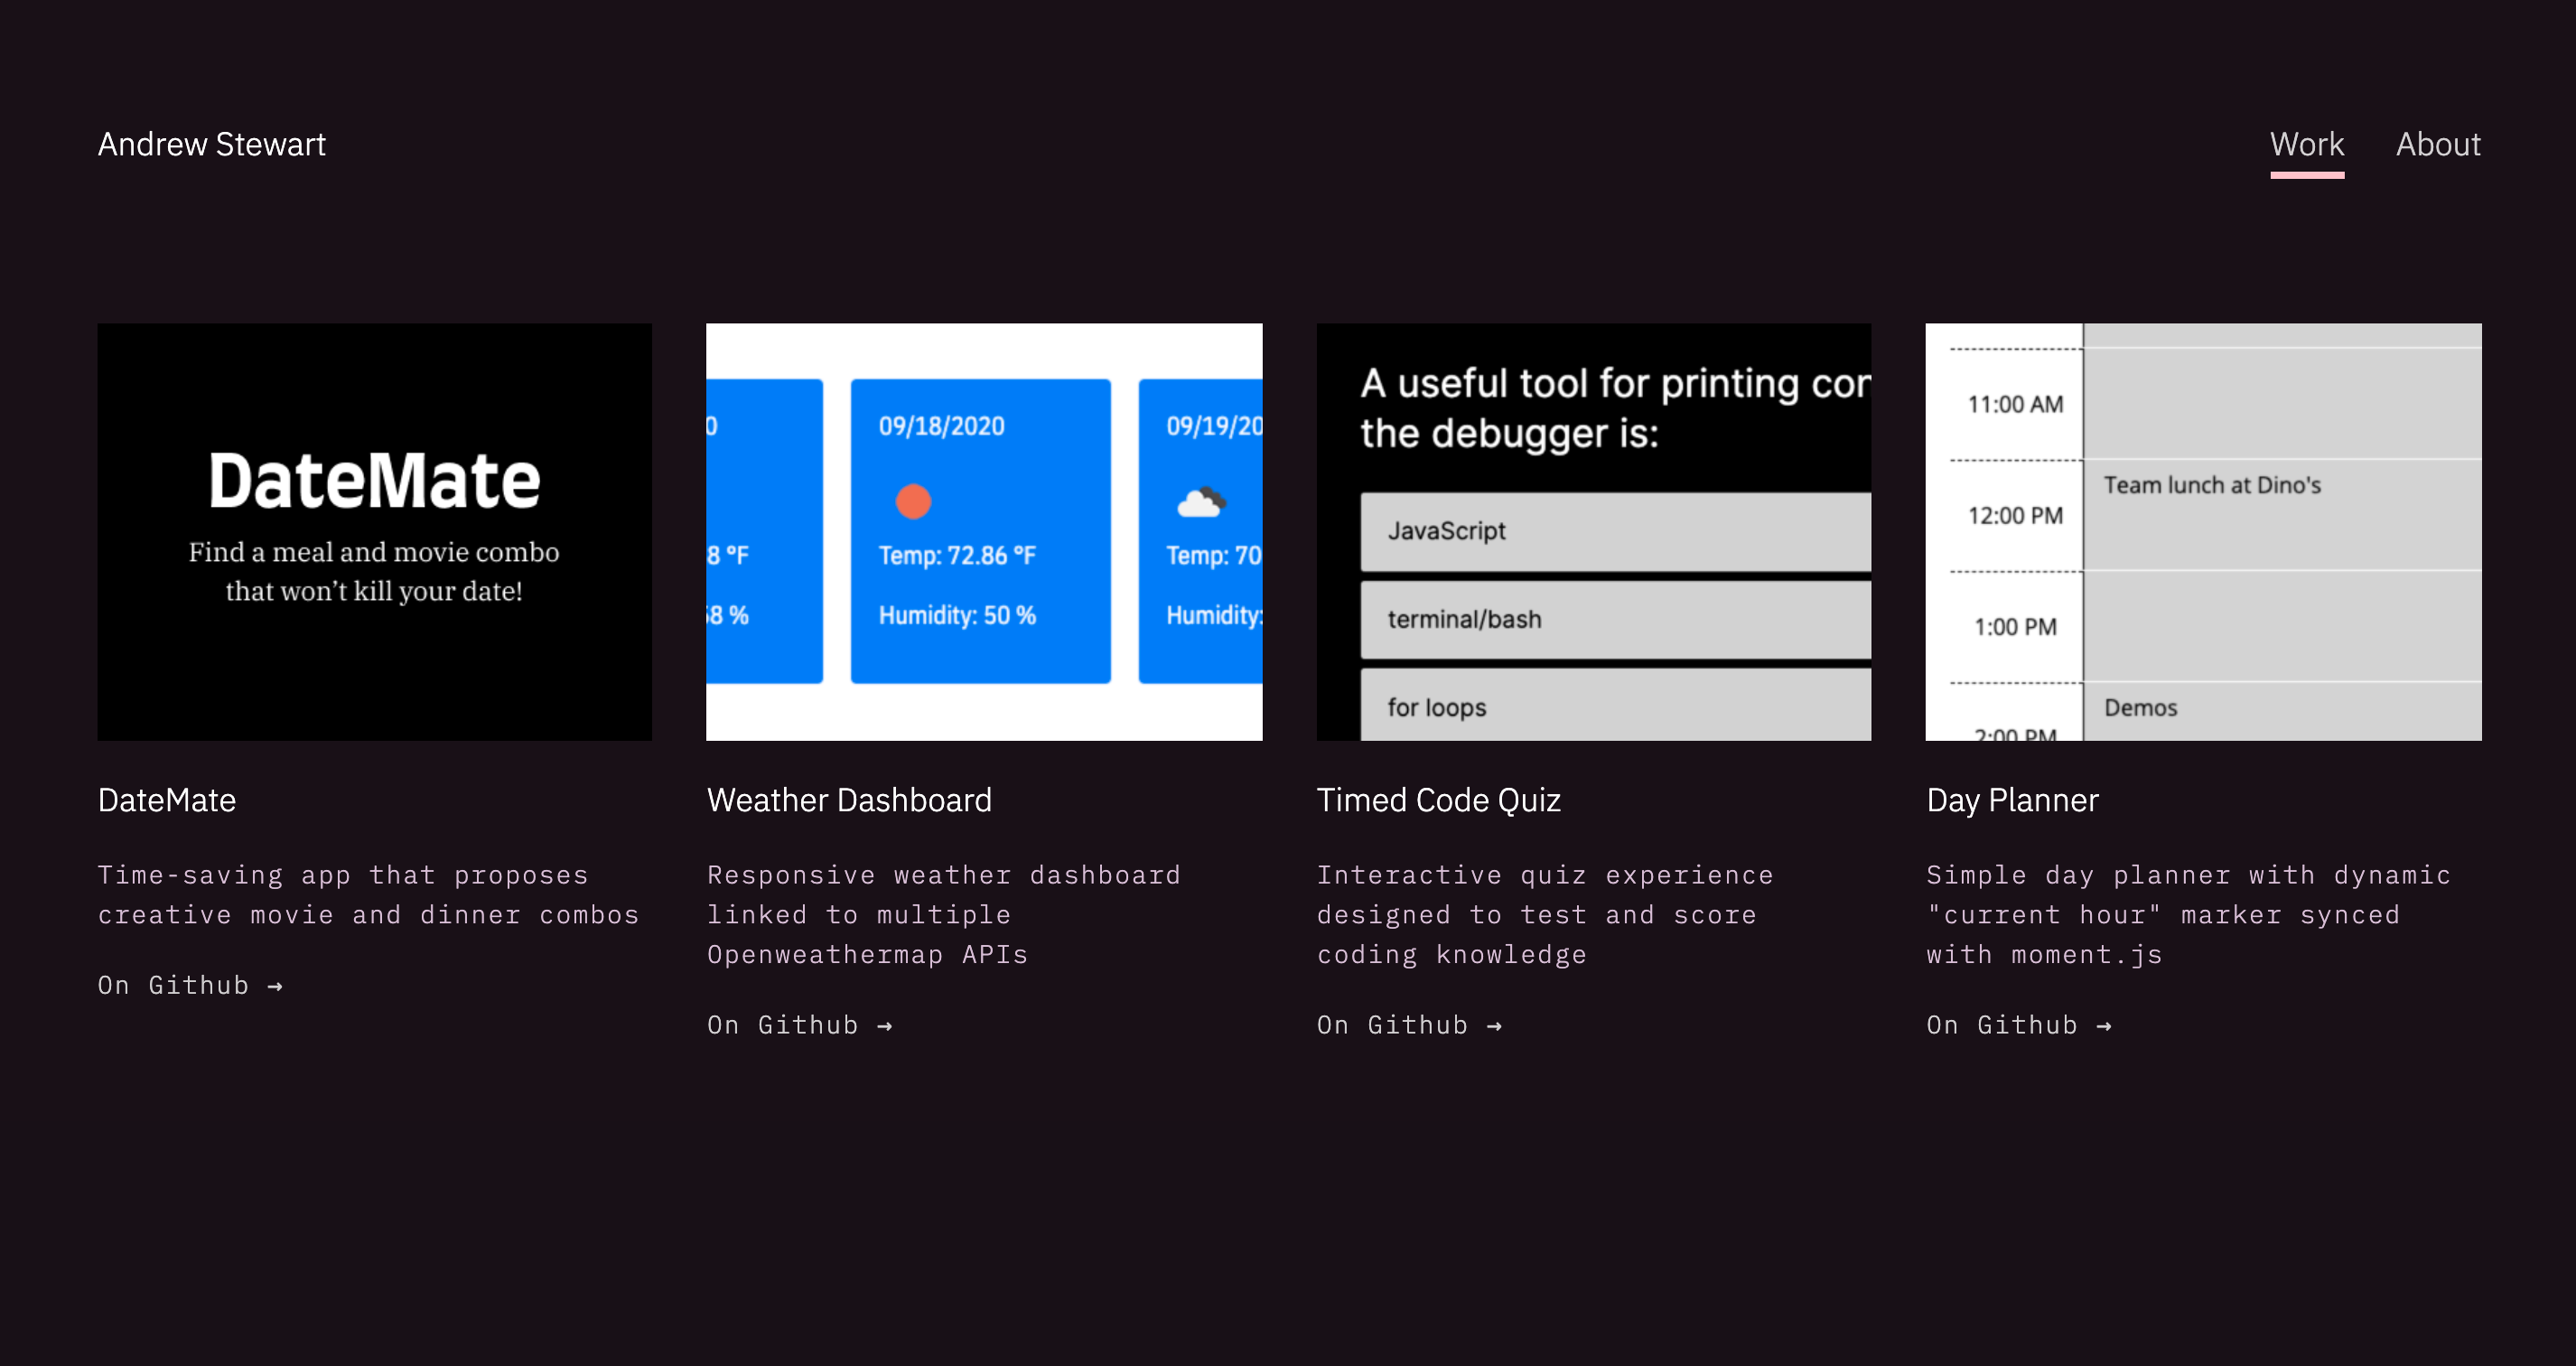 Andrew Stewart
Work
About
DateMate
Find a meal and movie combo
that won’t kill your date!
09/18/2020
Temp: 72.86 °F
Humidity: 50 %
0
8 °F
58 %
09/19/20
Temp: 70
Humidity:
A useful tool for printing con
the debugger is:
JavaScript
terminal/bash
for loops
11:00 AM
Team lunch at Dino's
12:00 PM
1:00 PM
Demos
2:00 PM
DateMate
Time-saving app that proposes
creative movie and dinner combos
On Github →
Weather Dashboard
Responsive weather dashboard
linked to multiple
Openweathermap APIs
On Github →
Timed Code Quiz
Interactive quiz experience
designed to test and score
coding knowledge
On Github →
Day Planner
Simple day planner with dynamic
"current hour" marker synced
with moment.js
On Github →